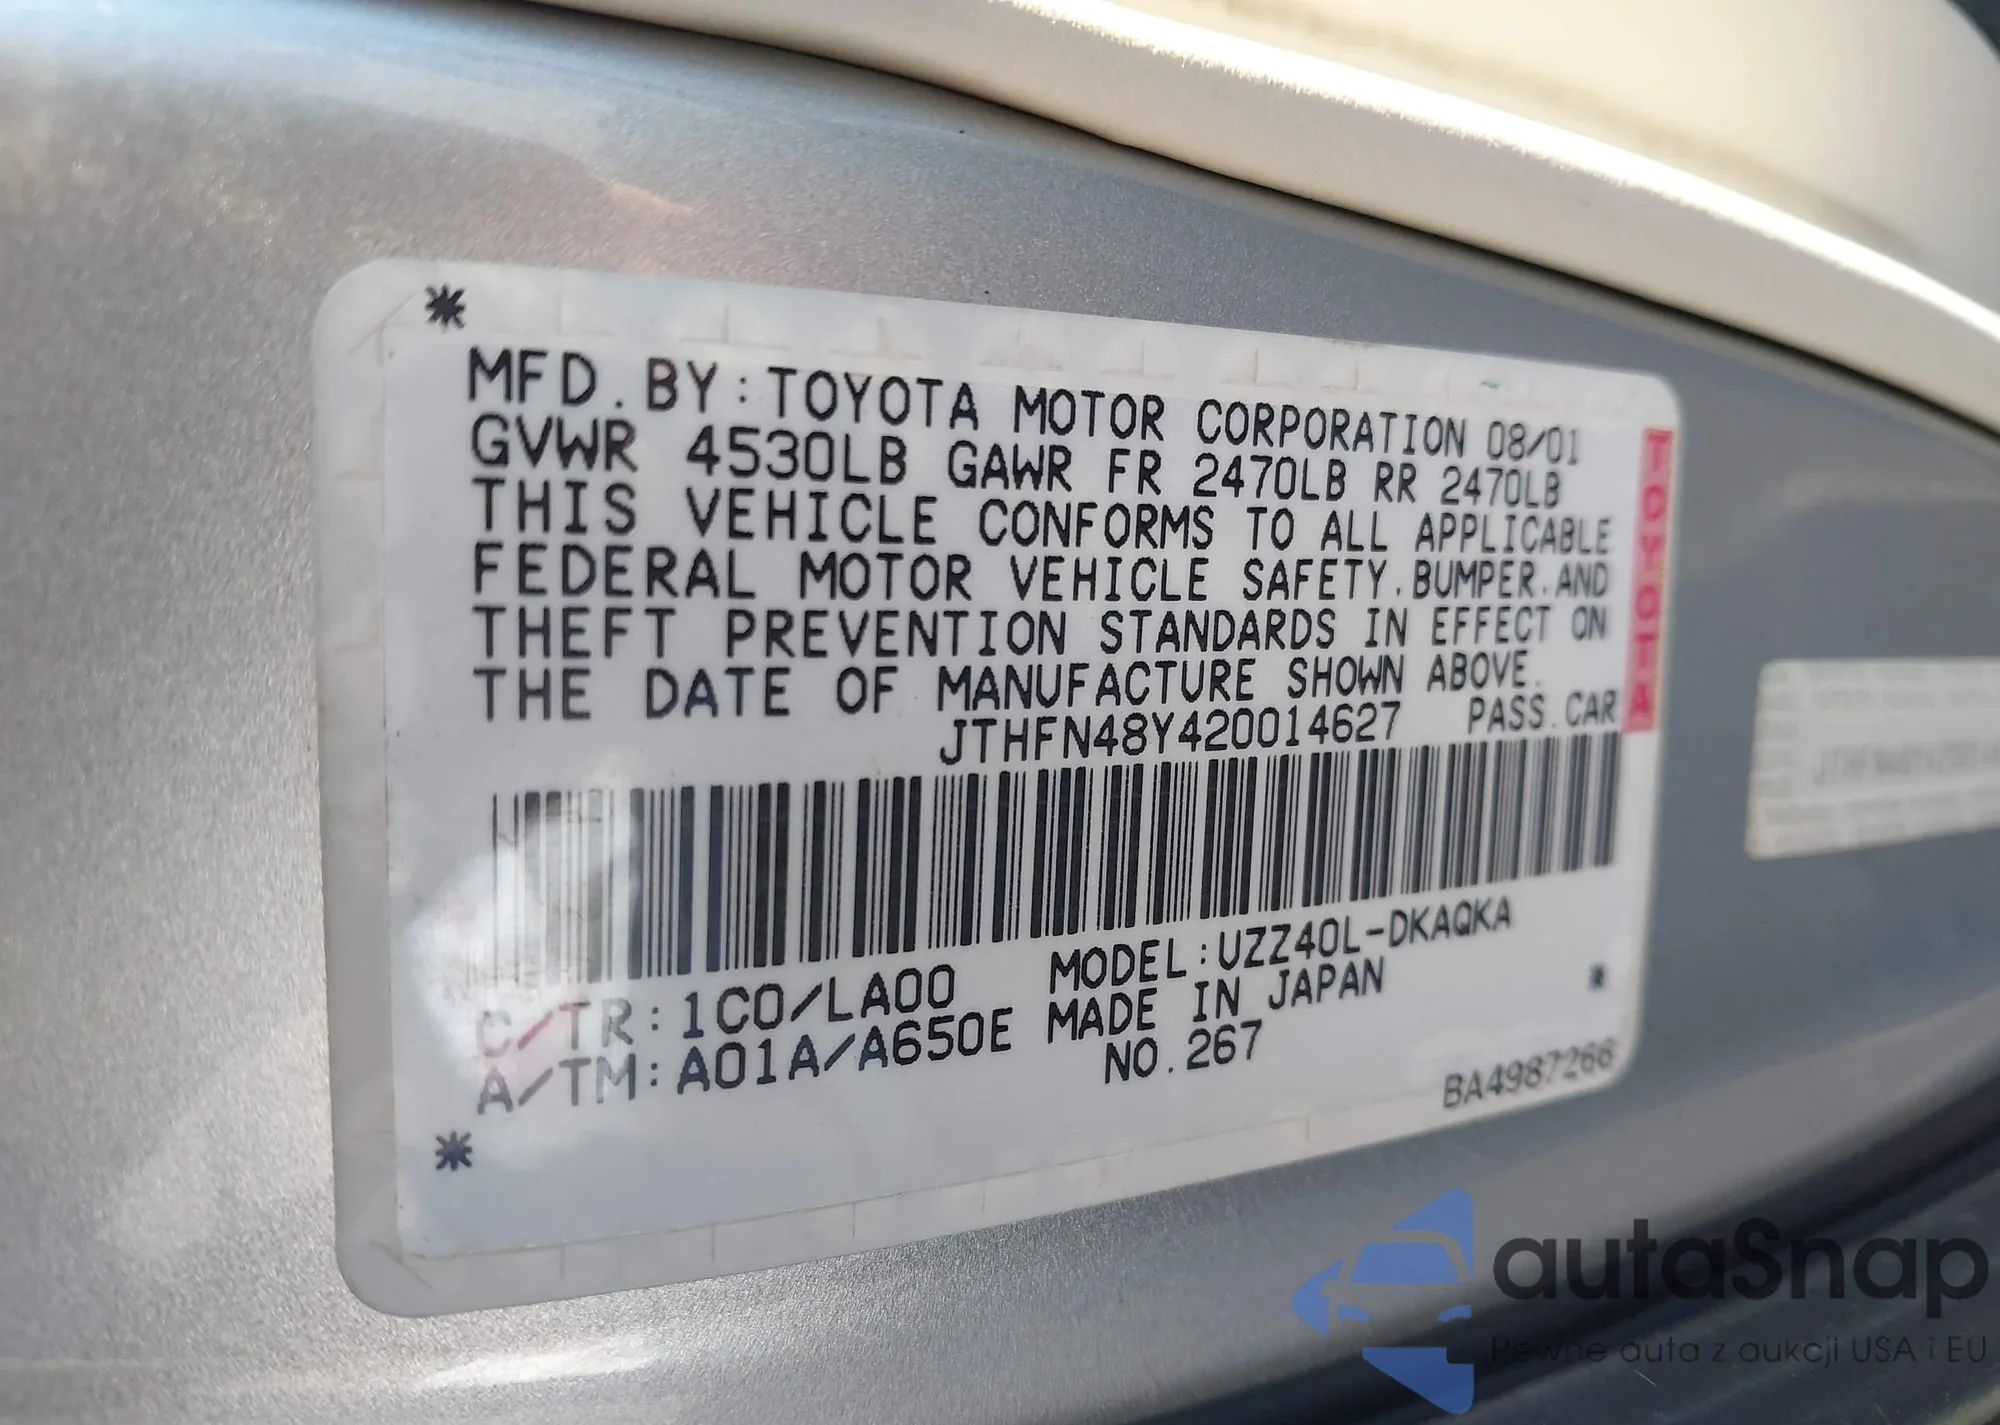 MFD. BY: TOYOTA MOTOR CORPORATION 08/01
GVWR 4530LB GAWR FR 2470LB RR 2470LB
THIS VEHICLE CONFORMS TO ALL APPLICABLE
FEDERAL MOTOR VEHICLE SAFETY. BUMPER. AND
THEFT PREVENTION STANDARDS IN EFFECT ON
THE DATE OF MANUFACTURE SHOWN ABOVE.
JTHFN48Y420014627 PASS. CAR
TOYOTA
C/TR: 1C0/LA00 MODEL: UZZ40L-DKAQKA
A/TM: A01A/A650E MADE IN JAPAN
NO. 267
BA4987266
autaSnap
Pewne auta z aukcji USA i EU